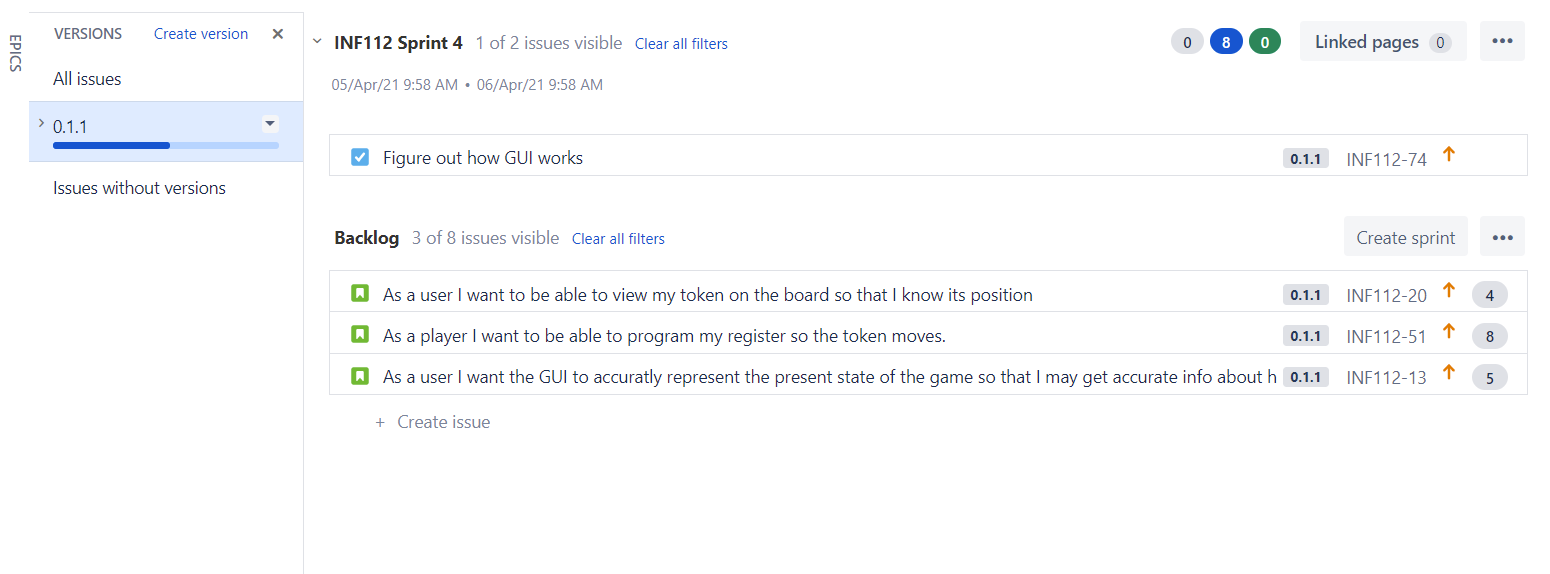 EPICS
VERSIONS Create version ✕
All issues
0.1.1
Issues without versions
INF112 Sprint 4 1 of 2 issues visible Clear all filters 0 8 0 Linked pages 0 •••
05/Apr/21 9:58 AM • 06/Apr/21 9:58 AM
Figure out how GUI works 0.1.1 INF112-74
Backlog 3 of 8 issues visible Clear all filters Create sprint •••
As a user I want to be able to view my token on the board so that I know its position 0.1.1 INF112-20 4
As a player I want to be able to program my register so the token moves. 0.1.1 INF112-51 8
As a user I want the GUI to accuratly represent the present state of the game so that I may get accurate info about h 0.1.1 INF112-13 5
+ Create issue